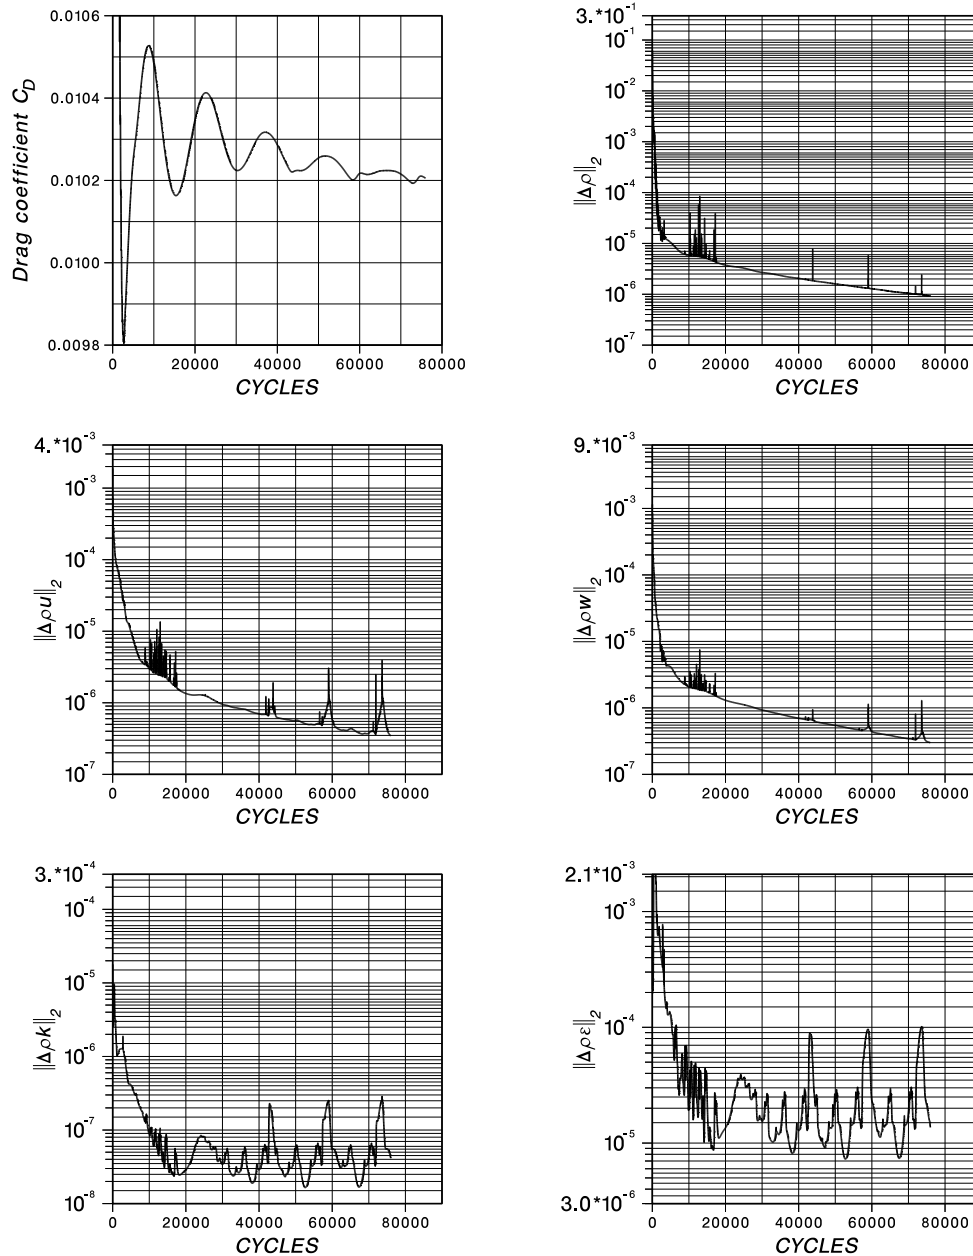 0.0106
0.0104
0.0102
0.0100
0.0098
Drag coefficient C_D
0 20000 40000 60000 80000
CYCLES
3.*10⁻¹
10⁻¹
10⁻²
10⁻³
10⁻⁴
10⁻⁵
10⁻⁶
10⁻⁷
||Δρ||₂
0 20000 40000 60000 80000
CYCLES
4.*10⁻³
10⁻³
10⁻⁴
10⁻⁵
10⁻⁶
10⁻⁷
||Δρu||₂
0 20000 40000 60000 80000
CYCLES
9.*10⁻³
10⁻³
10⁻⁴
10⁻⁵
10⁻⁶
10⁻⁷
||Δρw||₂
0 20000 40000 60000 80000
CYCLES
3.*10⁻⁴
10⁻⁴
10⁻⁵
10⁻⁶
10⁻⁷
10⁻⁸
||Δρk||₂
0 20000 40000 60000 80000
CYCLES
2.1*10⁻³
10⁻³
10⁻⁴
10⁻⁵
3.0*10⁻⁶
||Δρε||₂
0 20000 40000 60000 80000
CYCLES